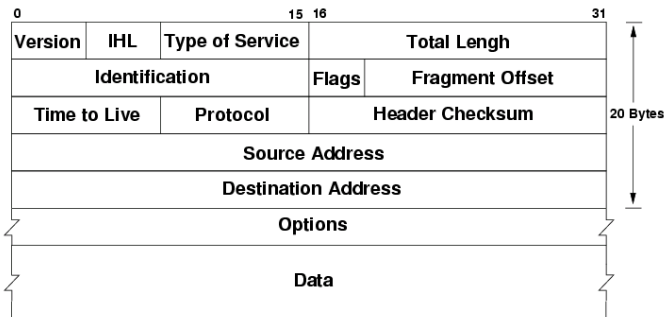 0 15 16 31
Version IHL Type of Service Total Lengh
Identification Flags Fragment Offset
Time to Live Protocol Header Checksum 20 Bytes
Source Address
Destination Address
Options
Data